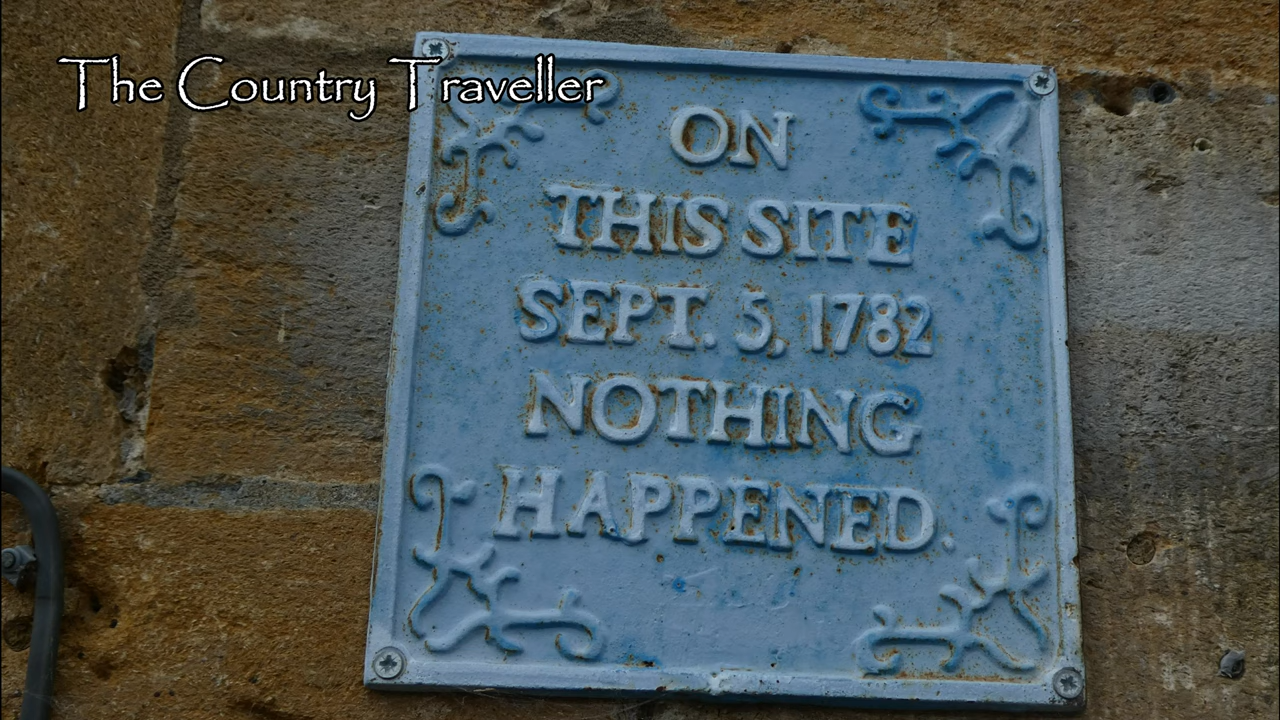 The Country Traveller
ON
THIS SITE
SEPT. 5, 1782
NOTHING
HAPPENED.